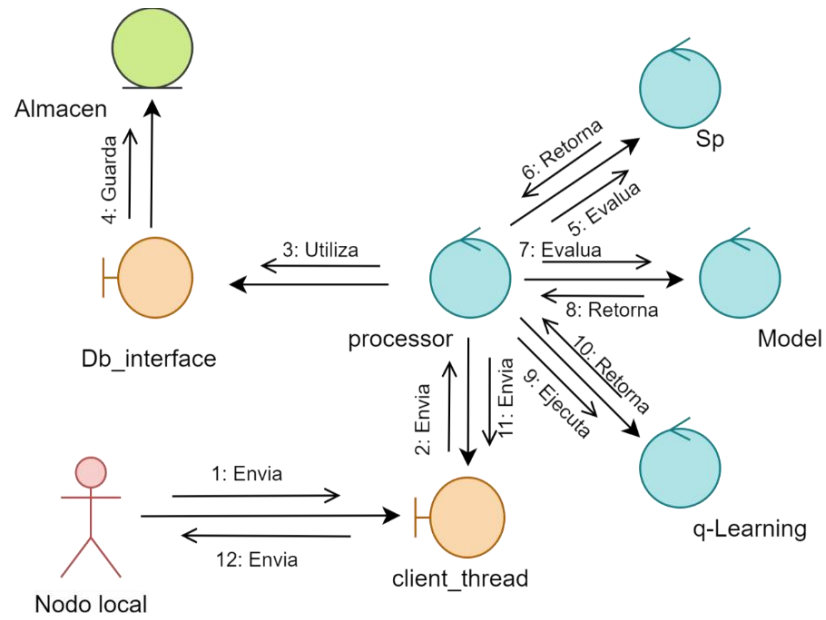 Almacen
Sp
4: Guarda
6: Retorna
5: Evalua
3: Utiliza
7: Evalua
8: Retorna
processor
Model
Db_interface
10: Retorna
9: Ejecuta
2: Envia
11: Envia
1: Envia
q-Learning
12: Envia
client_thread
Nodo local